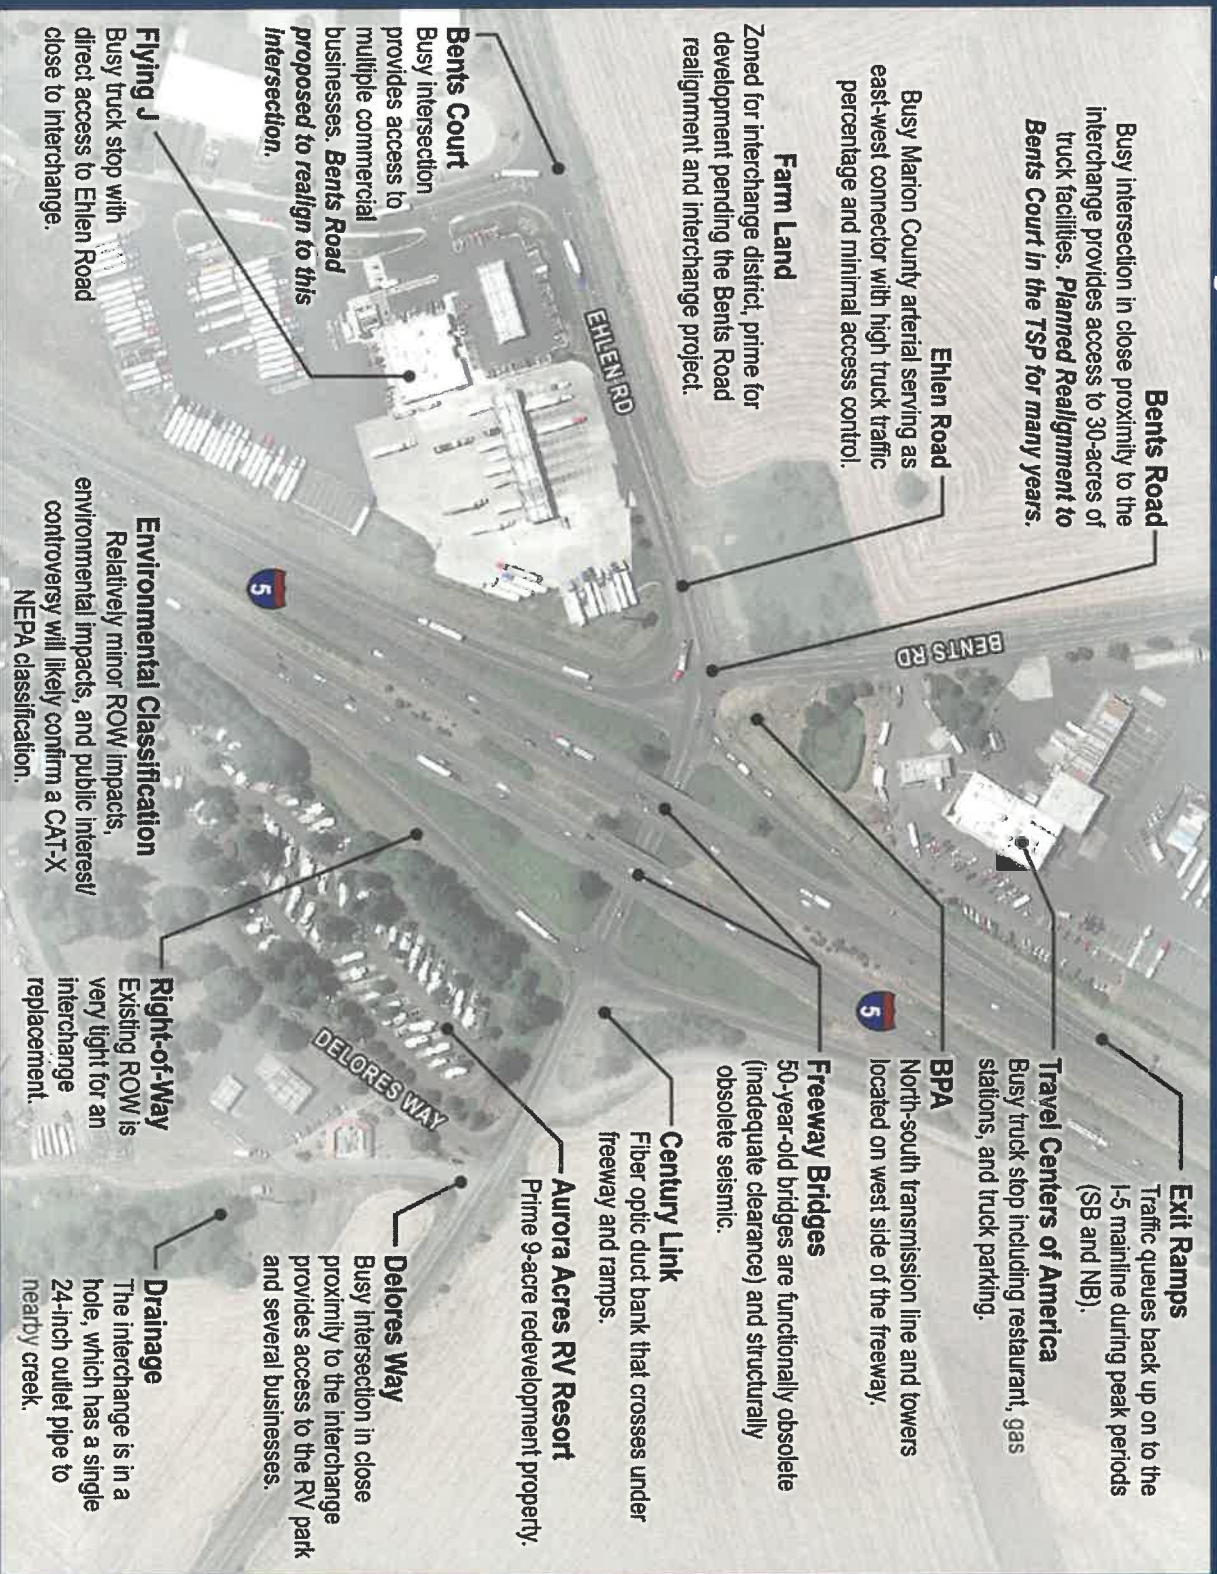 Bents Road
Busy intersection in close proximity to the
interchange provides access to 30-acres of
truck facilities. Planned Realignment to
Bents Court in the TSP for many years.
Ehlen Road
Busy Marion County arterial serving as
east-west connector with high truck traffic
percentage and minimal access control.
Farm Land
Zoned for interchange district, prime for
development pending the Bents Road
realignment and interchange project.
Bents Court
Busy intersection
provides access to
multiple commercial
businesses. Bents Road
proposed to realign to this
intersection.
Flying J
Busy truck stop with
direct access to Ehlen Road
close to interchange.
EHLEN RD
BENTS RD
5
5
DELORES WAY
Environmental Classification
Relatively minor ROW impacts,
environmental impacts, and public interest/
controversy will likely confirm a CAT-X
NEPA classification.
Right-of-Way
Existing ROW is
very tight for an
interchange
replacement.
Exit Ramps
Traffic queues back up on to the
I-5 mainline during peak periods
(SB and NB).
Travel Centers of America
Busy truck stop including restaurant, gas
stations, and truck parking.
BPA
North-south transmission line and towers
located on west side of the freeway.
Freeway Bridges
50-year-old bridges are functionally obsolete
(inadequate clearance) and structurally
obsolete seismic.
Century Link
Fiber optic duct bank that crosses under
freeway and ramps.
Aurora Acres RV Resort
Prime 9-acre redevelopment property.
Delores Way
Busy intersection in close
proximity to the interchange
provides access to the RV park
and several businesses.
Drainage
The interchange is in a
hole, which has a single
24-inch outlet pipe to
nearby creek.